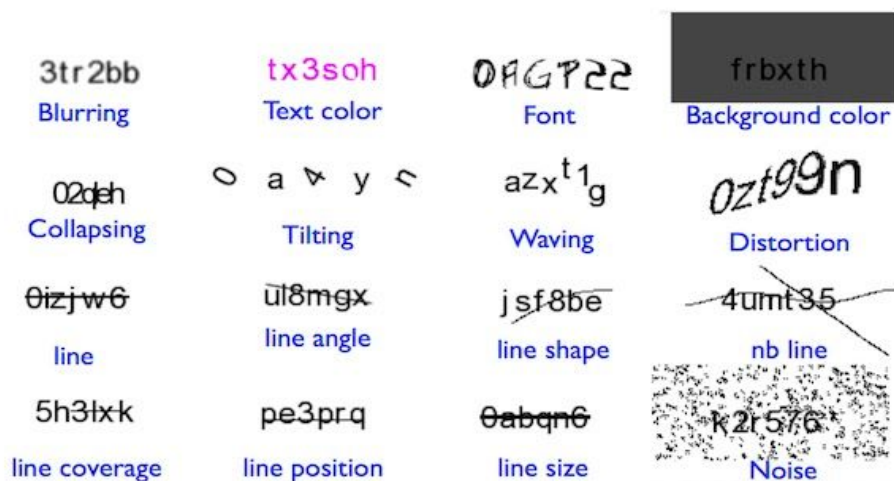 3tr2bb tx3soh 0AGP22 frbxth
Blurring Text color Font Background color
02deh 0 a 4 y n azxt1g 0zt99n
Collapsing Tilting Waving Distortion
0izjw6 ul8mgx jsf8be 4umt35
line line angle line shape nb line
5h3lxk pe3prq 0abqn6 k2r576
line coverage line position line size Noise